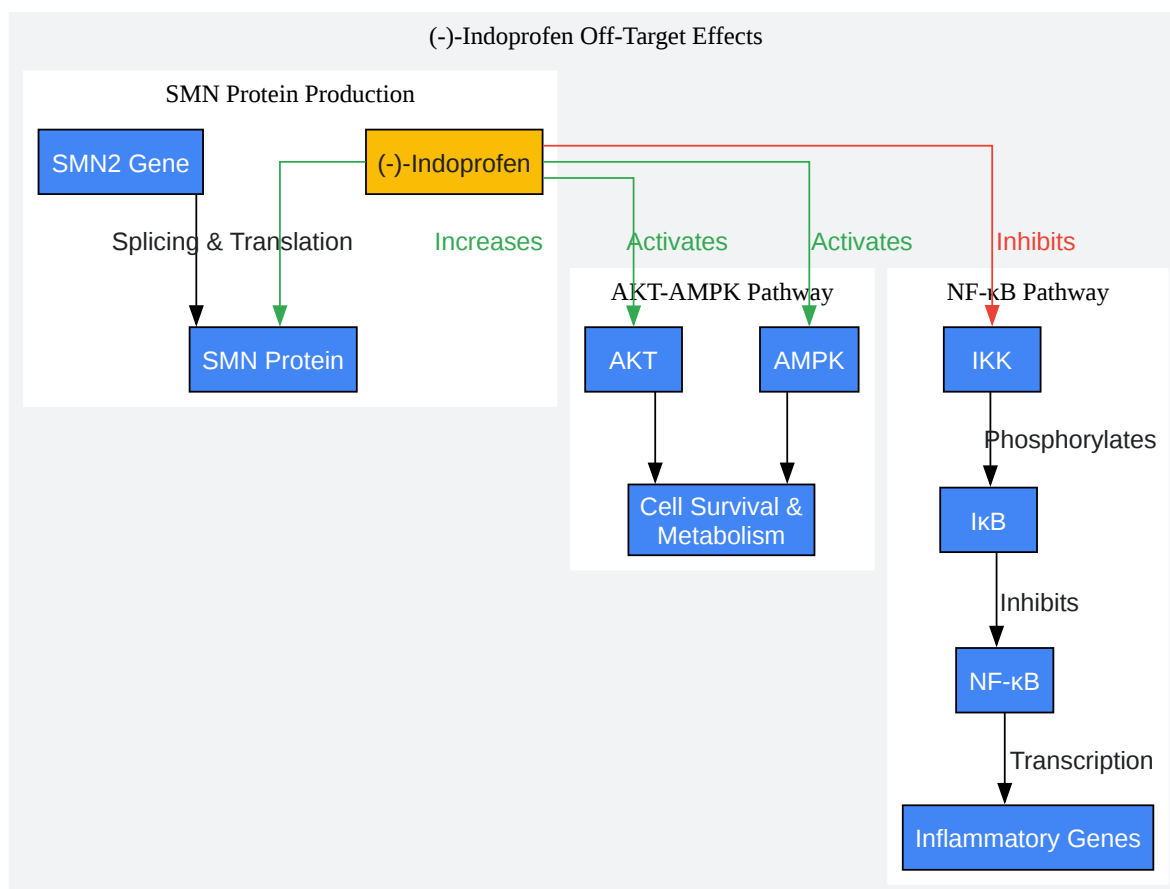 (-)-Indoprofen Off-Target Effects
SMN Protein Production
SMN2 Gene
(-)-Indoprofen
Splicing & Translation
Increases
Activates
Activates
Inhibits
AKT-AMPK Pathway
NF-κB Pathway
SMN Protein
AKT
AMPK
IKK
Phosphorylates
Cell Survival &
Metabolism
IκB
Inhibits
NF-κB
Transcription
Inflammatory Genes